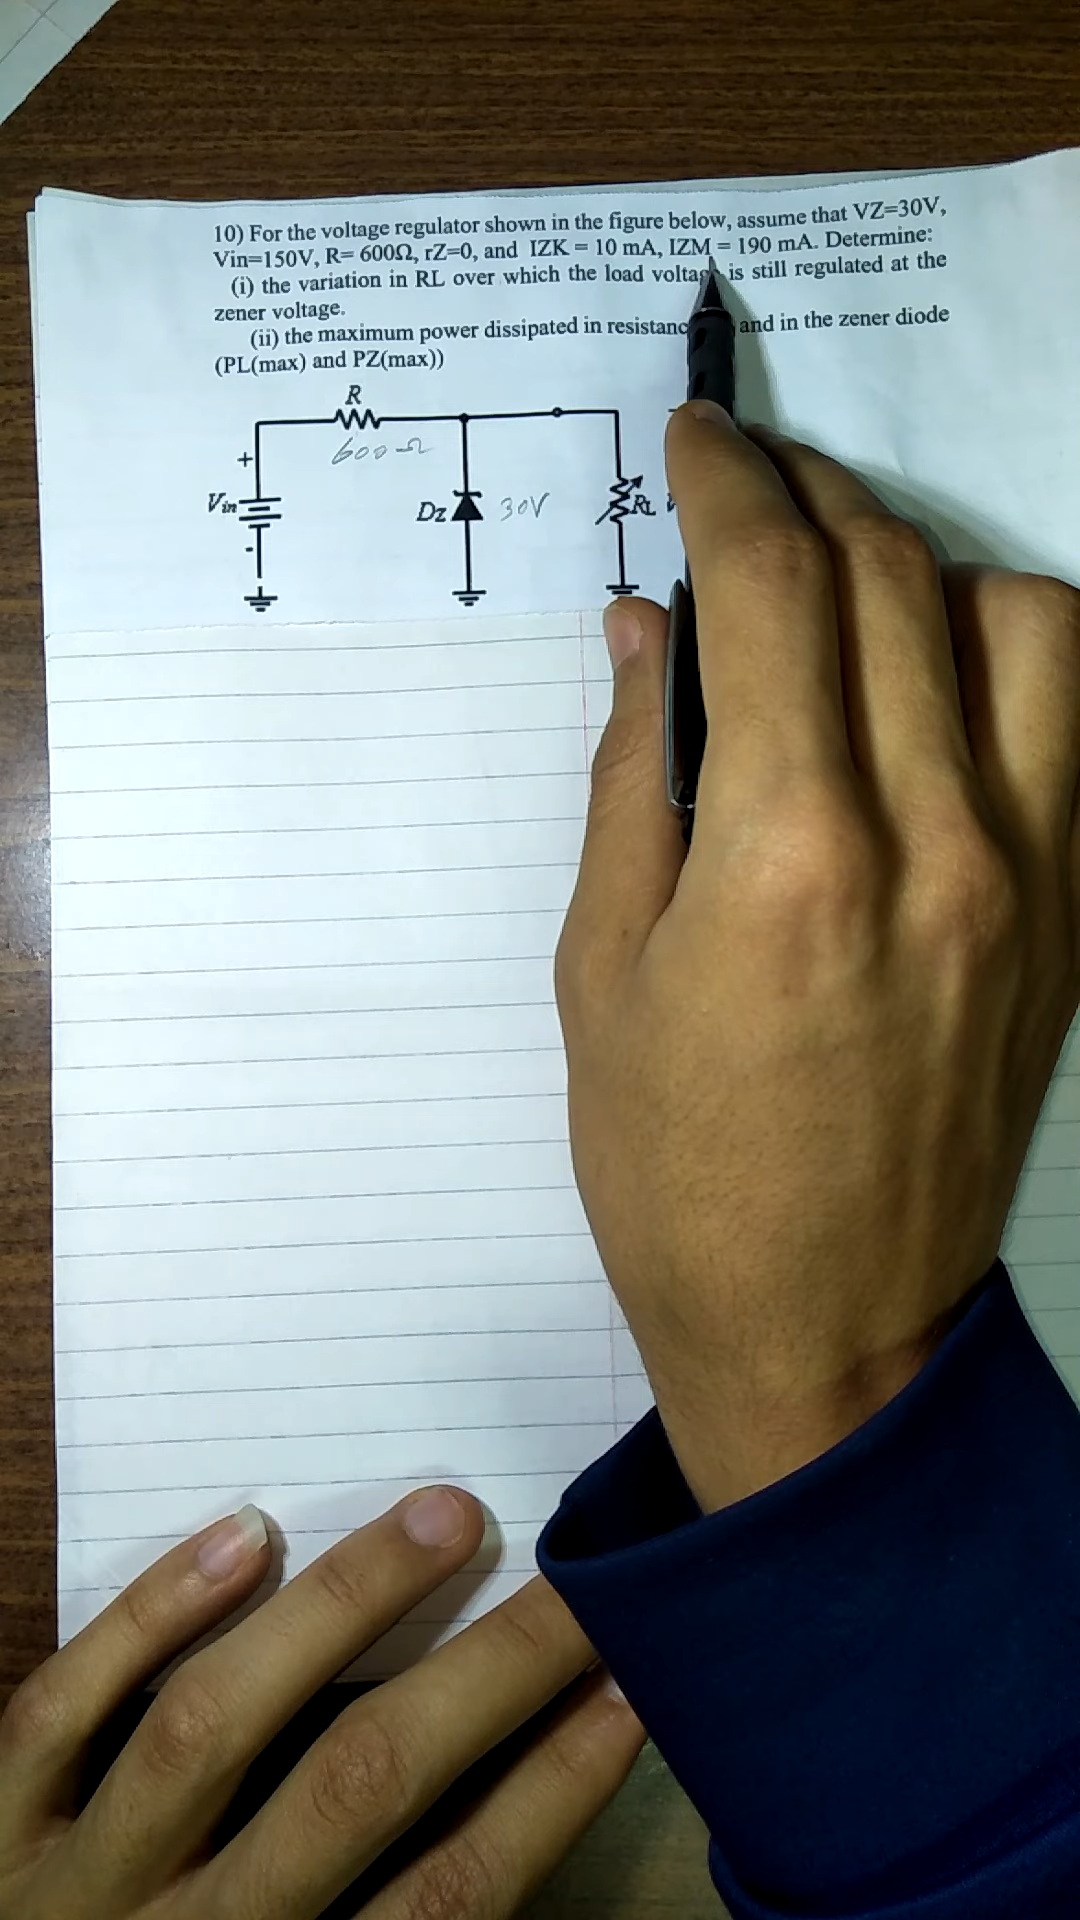 10) For the voltage regulator shown in the figure below, assume that VZ=30V,
Vin=150V, R= 600Ω, rZ=0, and IZK = 10 mA, IZM = 190 mA. Determine:
(i) the variation in RL over which the load voltage is still regulated at the
zener voltage.
(ii) the maximum power dissipated in and in the zener diode
(PL(max) and PZ(max))
R
600Ω
+
Vin
-
Dz 30V
RL